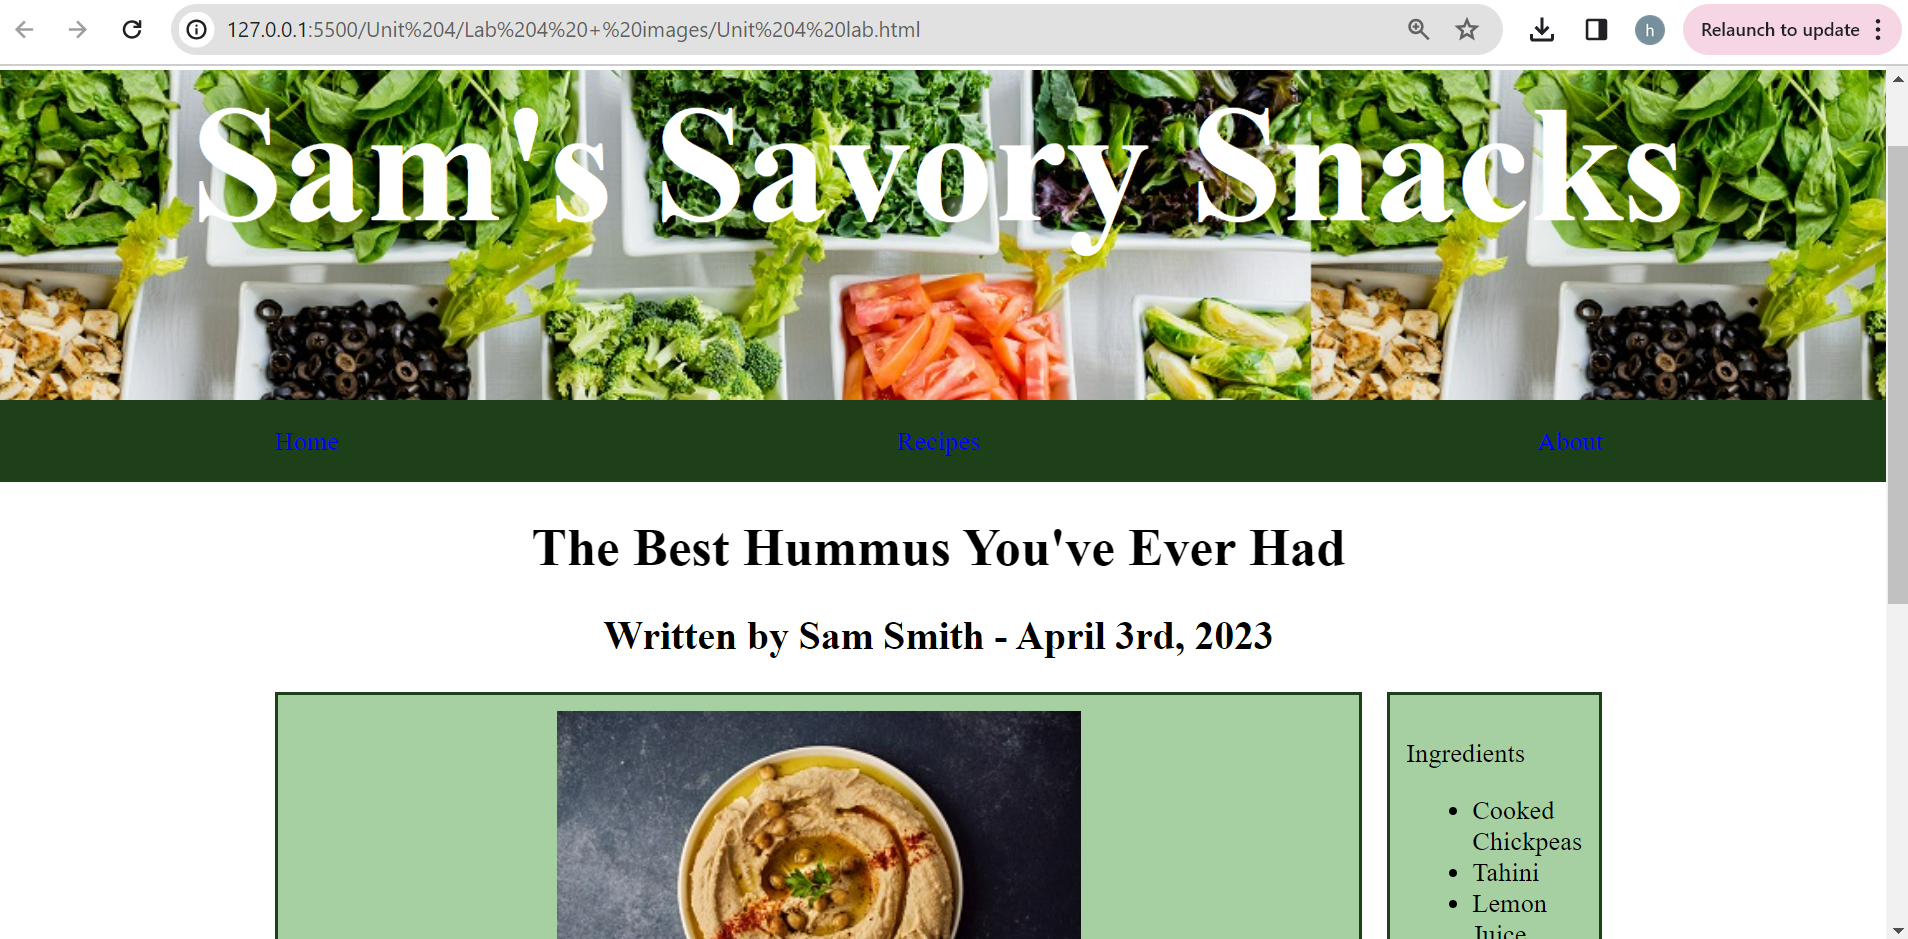 127.0.0.1:5500/Unit%204/Lab%204%20+%20images/Unit%204%20lab.html
h
Relaunch to update
Sam's Savory Snacks
Home
Recipes
About
The Best Hummus You've Ever Had
Written by Sam Smith - April 3rd, 2023
Ingredients
Cooked
Chickpeas
Tahini
Lemon
Juice